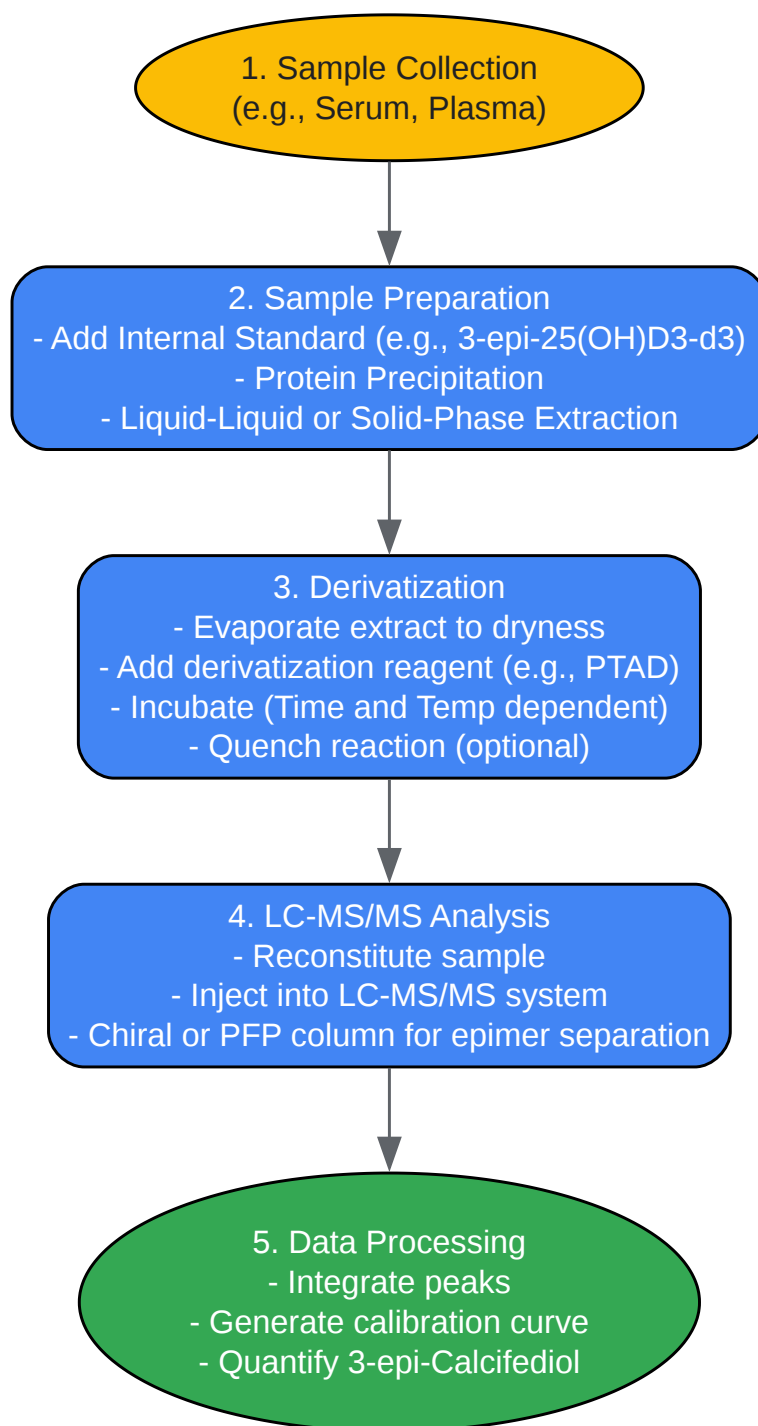 1. Sample Collection
(e.g., Serum, Plasma)
2. Sample Preparation
- Add Internal Standard (e.g., 3-epi-25(OH)D3-d3)
- Protein Precipitation
- Liquid-Liquid or Solid-Phase Extraction
3. Derivatization
- Evaporate extract to dryness
- Add derivatization reagent (e.g., PTAD)
- Incubate (Time and Temp dependent)
- Quench reaction (optional)
4. LC-MS/MS Analysis
- Reconstitute sample
- Inject into LC-MS/MS system
- Chiral or PFP column for epimer separation
5. Data Processing
- Integrate peaks
- Generate calibration curve
- Quantify 3-epi-Calcifediol